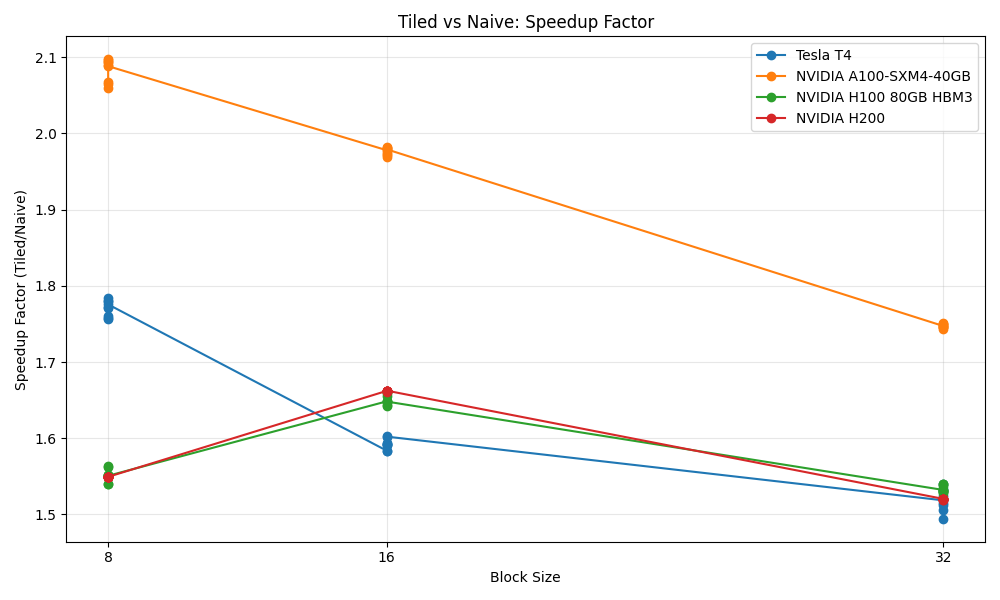 Tiled vs Naive: Speedup Factor
Tesla T4
NVIDIA A100-SXM4-40GB
NVIDIA H100 80GB HBM3
NVIDIA H200
Speedup Factor (Tiled/Naive)
2.1
2.0
1.9
1.8
1.7
1.6
1.5
8
16
32
Block Size